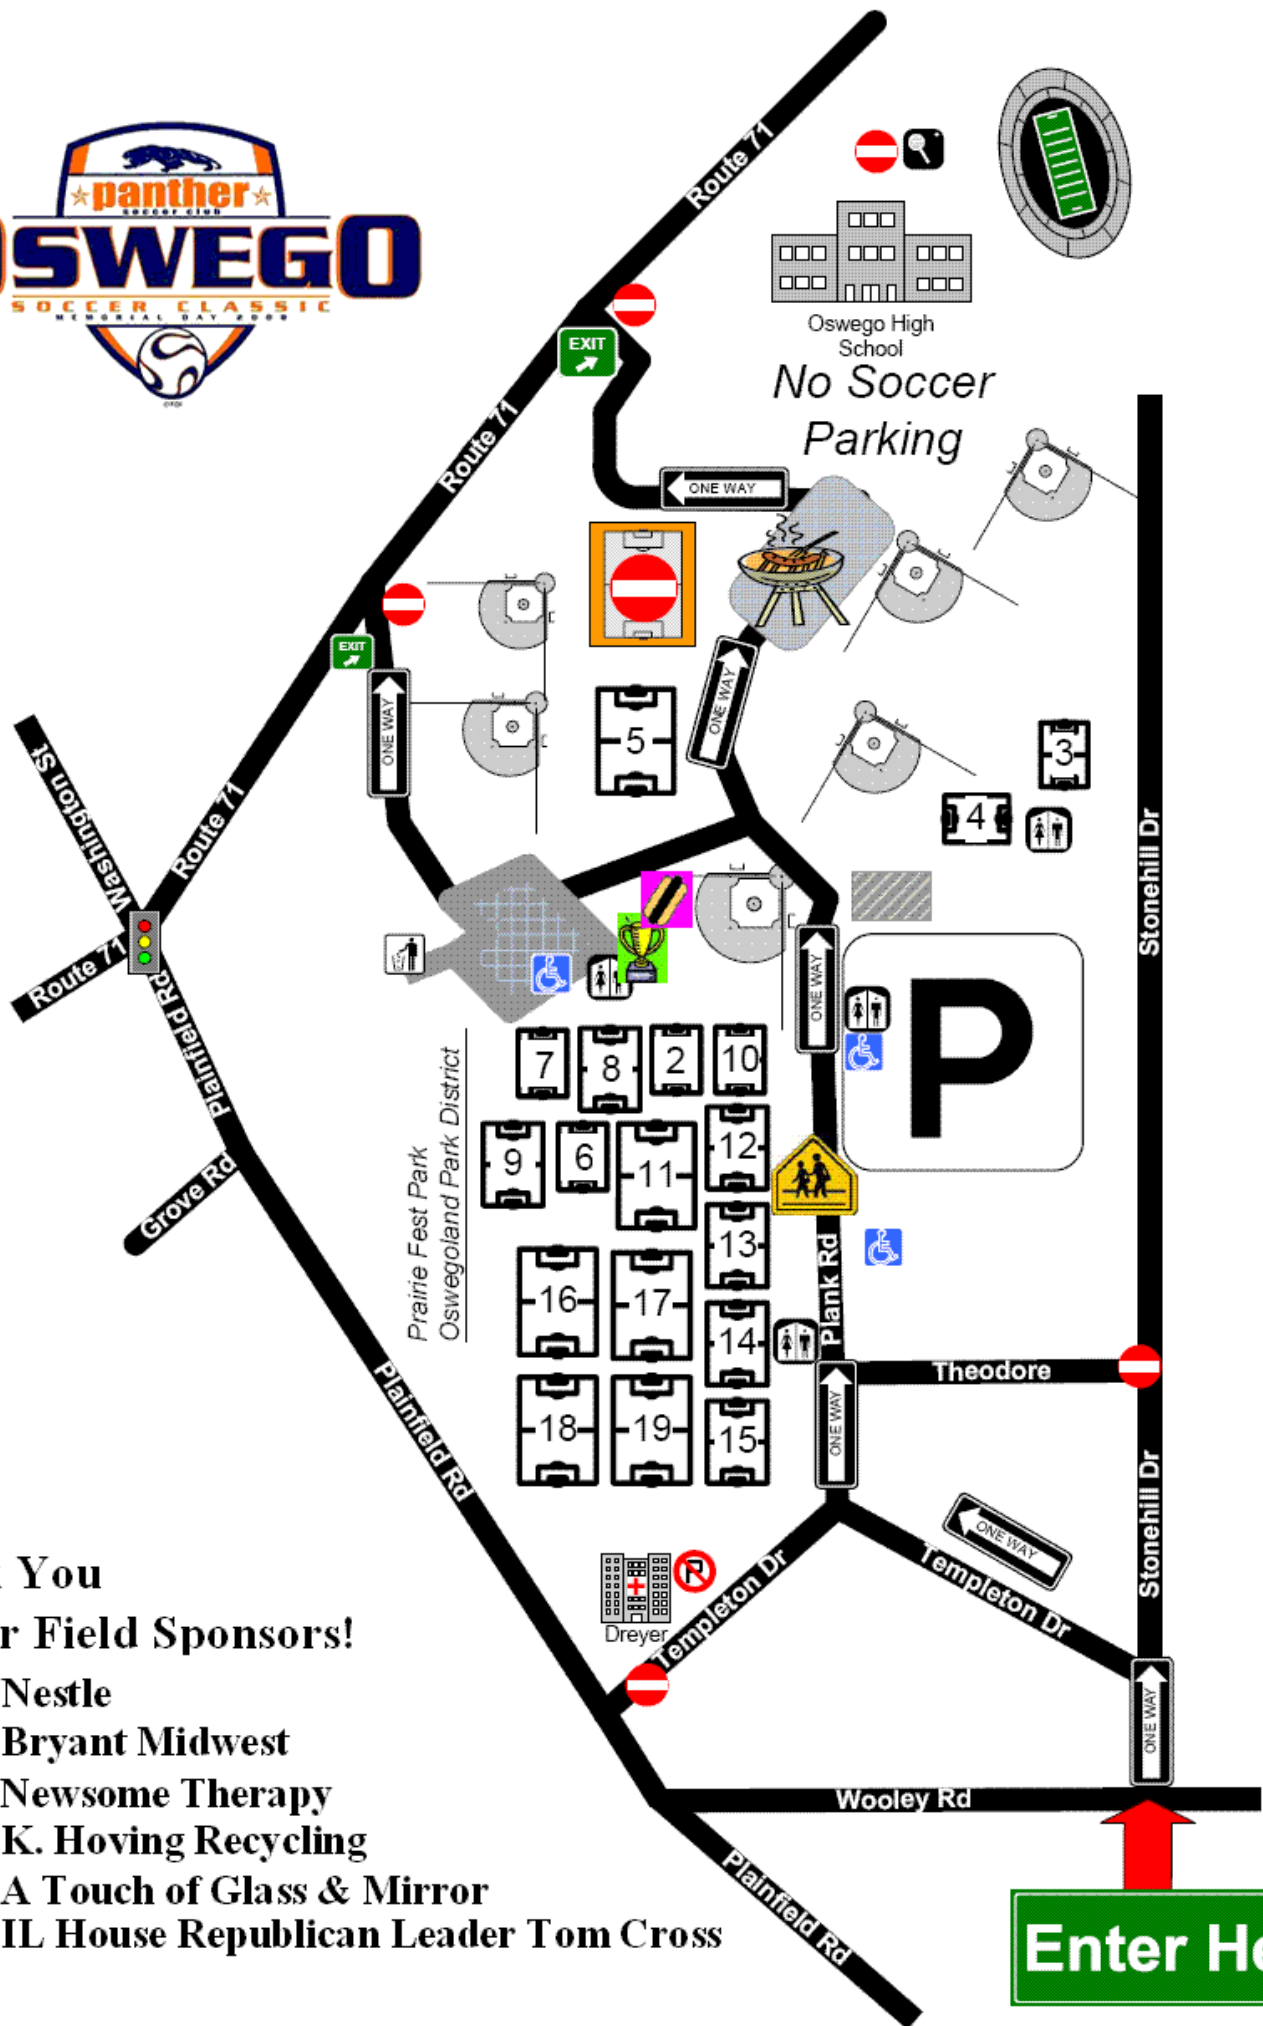 Route 71
panther
soccer club
OSWEGO
SOCCER CLASSIC
MEMORIAL DAY 2009
EXIT
Oswego High
School
No Soccer
Parking
Route 71
ONE WAY
EXIT
ONE WAY
ONE WAY
5
3
4
Washington St
Route 71
Stonehill Dr
Route 71
ONE WAY
P
Plainfield Rd
7
8
2
10
Prairie Fest Park
Oswegoland Park District
9
6
11
12
Grove Rd
13
Plank Rd
16
17
14
Theodore
Plainfield Rd
18
19
15
ONE WAY
Stonehill Dr
ONE WAY
Templeton Dr
Dreyer
Templeton Dr
ONE WAY
Wooley Rd
Plainfield Rd
You
r Field Sponsors!
Nestle
Bryant Midwest
Newsome Therapy
K. Hoving Recycling
A Touch of Glass & Mirror
IL House Republican Leader Tom Cross
Enter He